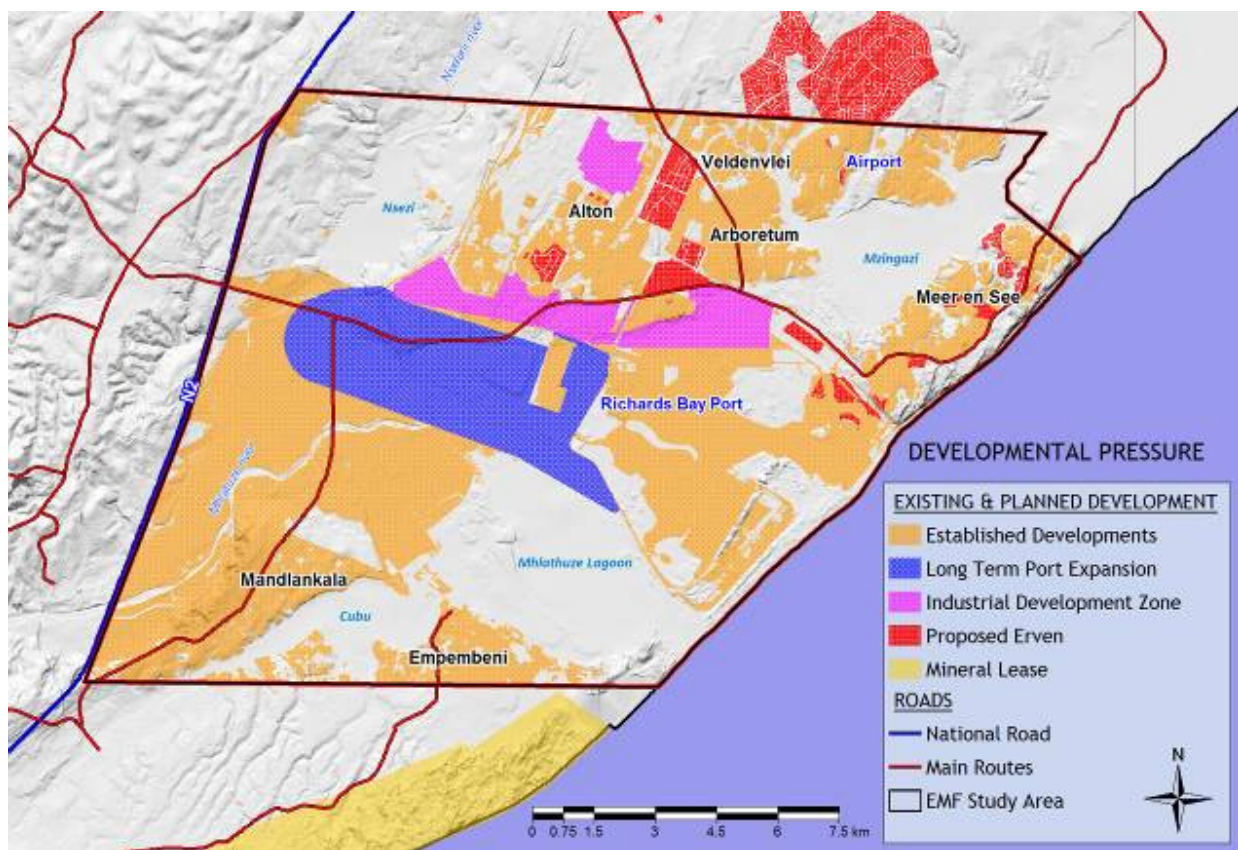 Nseleni river
Veldenvlei
Airport
Nsezi
Alton
Arboretum
Mzingazi
Meer en See
N2
Richards Bay Port
Mhlatuze river
Mhlathuze Lagoon
Mandlankala
Cubu
Empembeni
DEVELOPMENTAL PRESSURE
EXISTING & PLANNED DEVELOPMENT
Established Developments
Long Term Port Expansion
Industrial Development Zone
Proposed Erven
Mineral Lease
ROADS
National Road
Main Routes
EMF Study Area
N
0 0.75 1.5 3 4.5 6 7.5 km